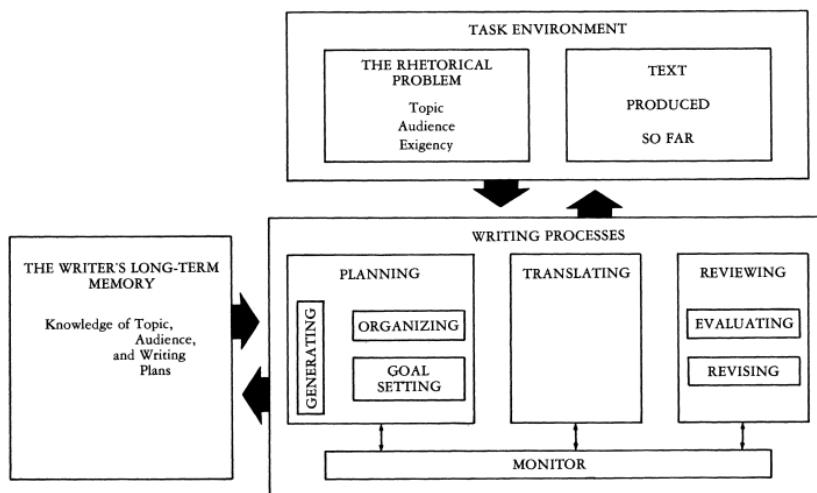 TASK ENVIRONMENT
THE RHETORICAL
PROBLEM
Topic
Audience
Exigency
TEXT
PRODUCED
SO FAR
THE WRITER'S LONG-TERM
MEMORY
Knowledge of Topic,
Audience,
and Writing
Plans
WRITING PROCESSES
PLANNING
GENERATING
ORGANIZING
GOAL
SETTING
TRANSLATING
REVIEWING
EVALUATING
REVISING
MONITOR